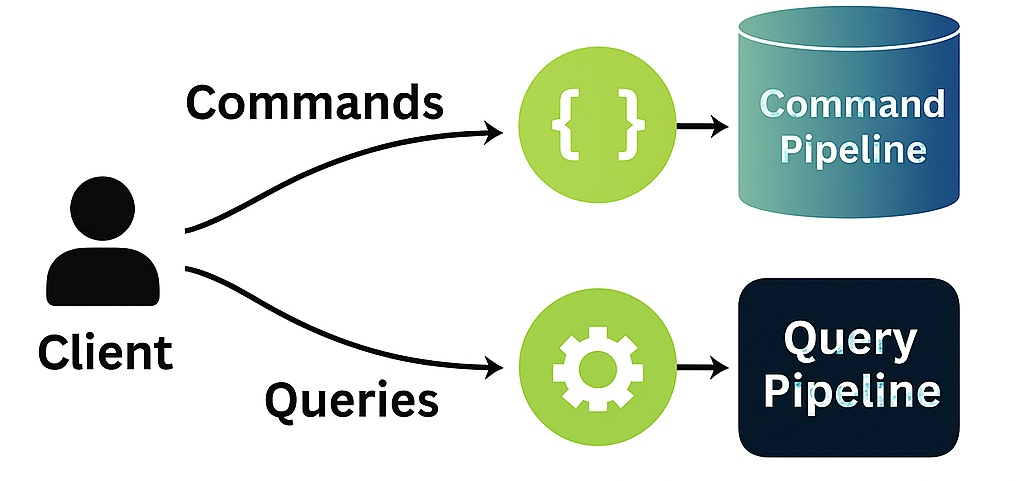 Commands
{ }
Command
Pipeline
Client
Queries
Query
Pipeline